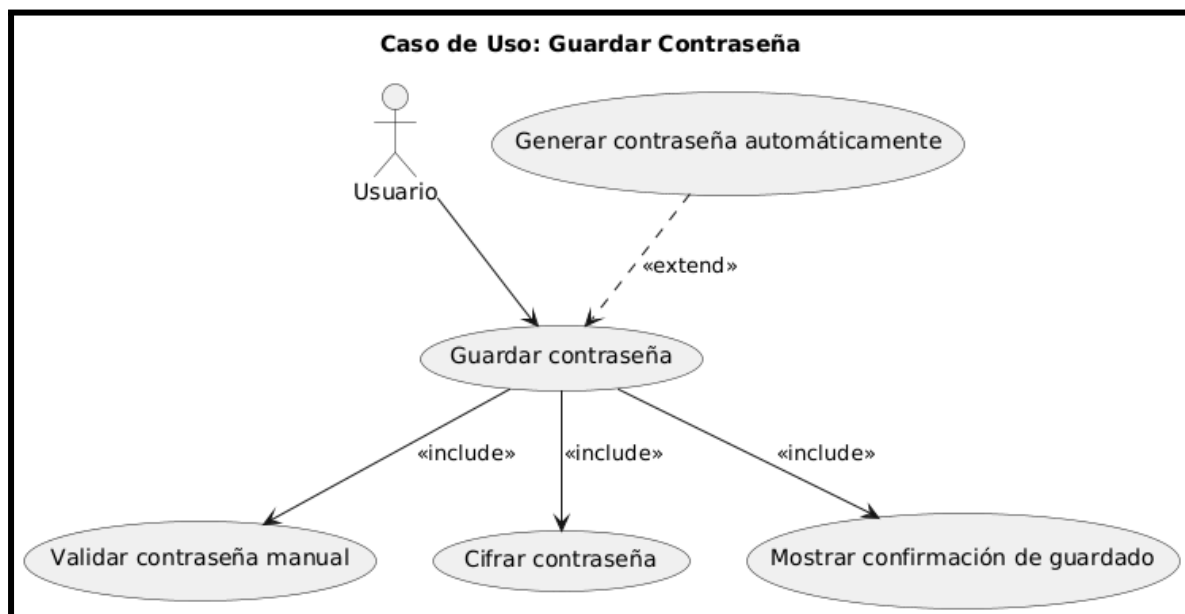 Caso de Uso: Guardar Contraseña
Generar contraseña automáticamente
Usuario
«extend»
Guardar contraseña
«include»
«include»
«include»
Validar contraseña manual
Cifrar contraseña
Mostrar confirmación de guardado